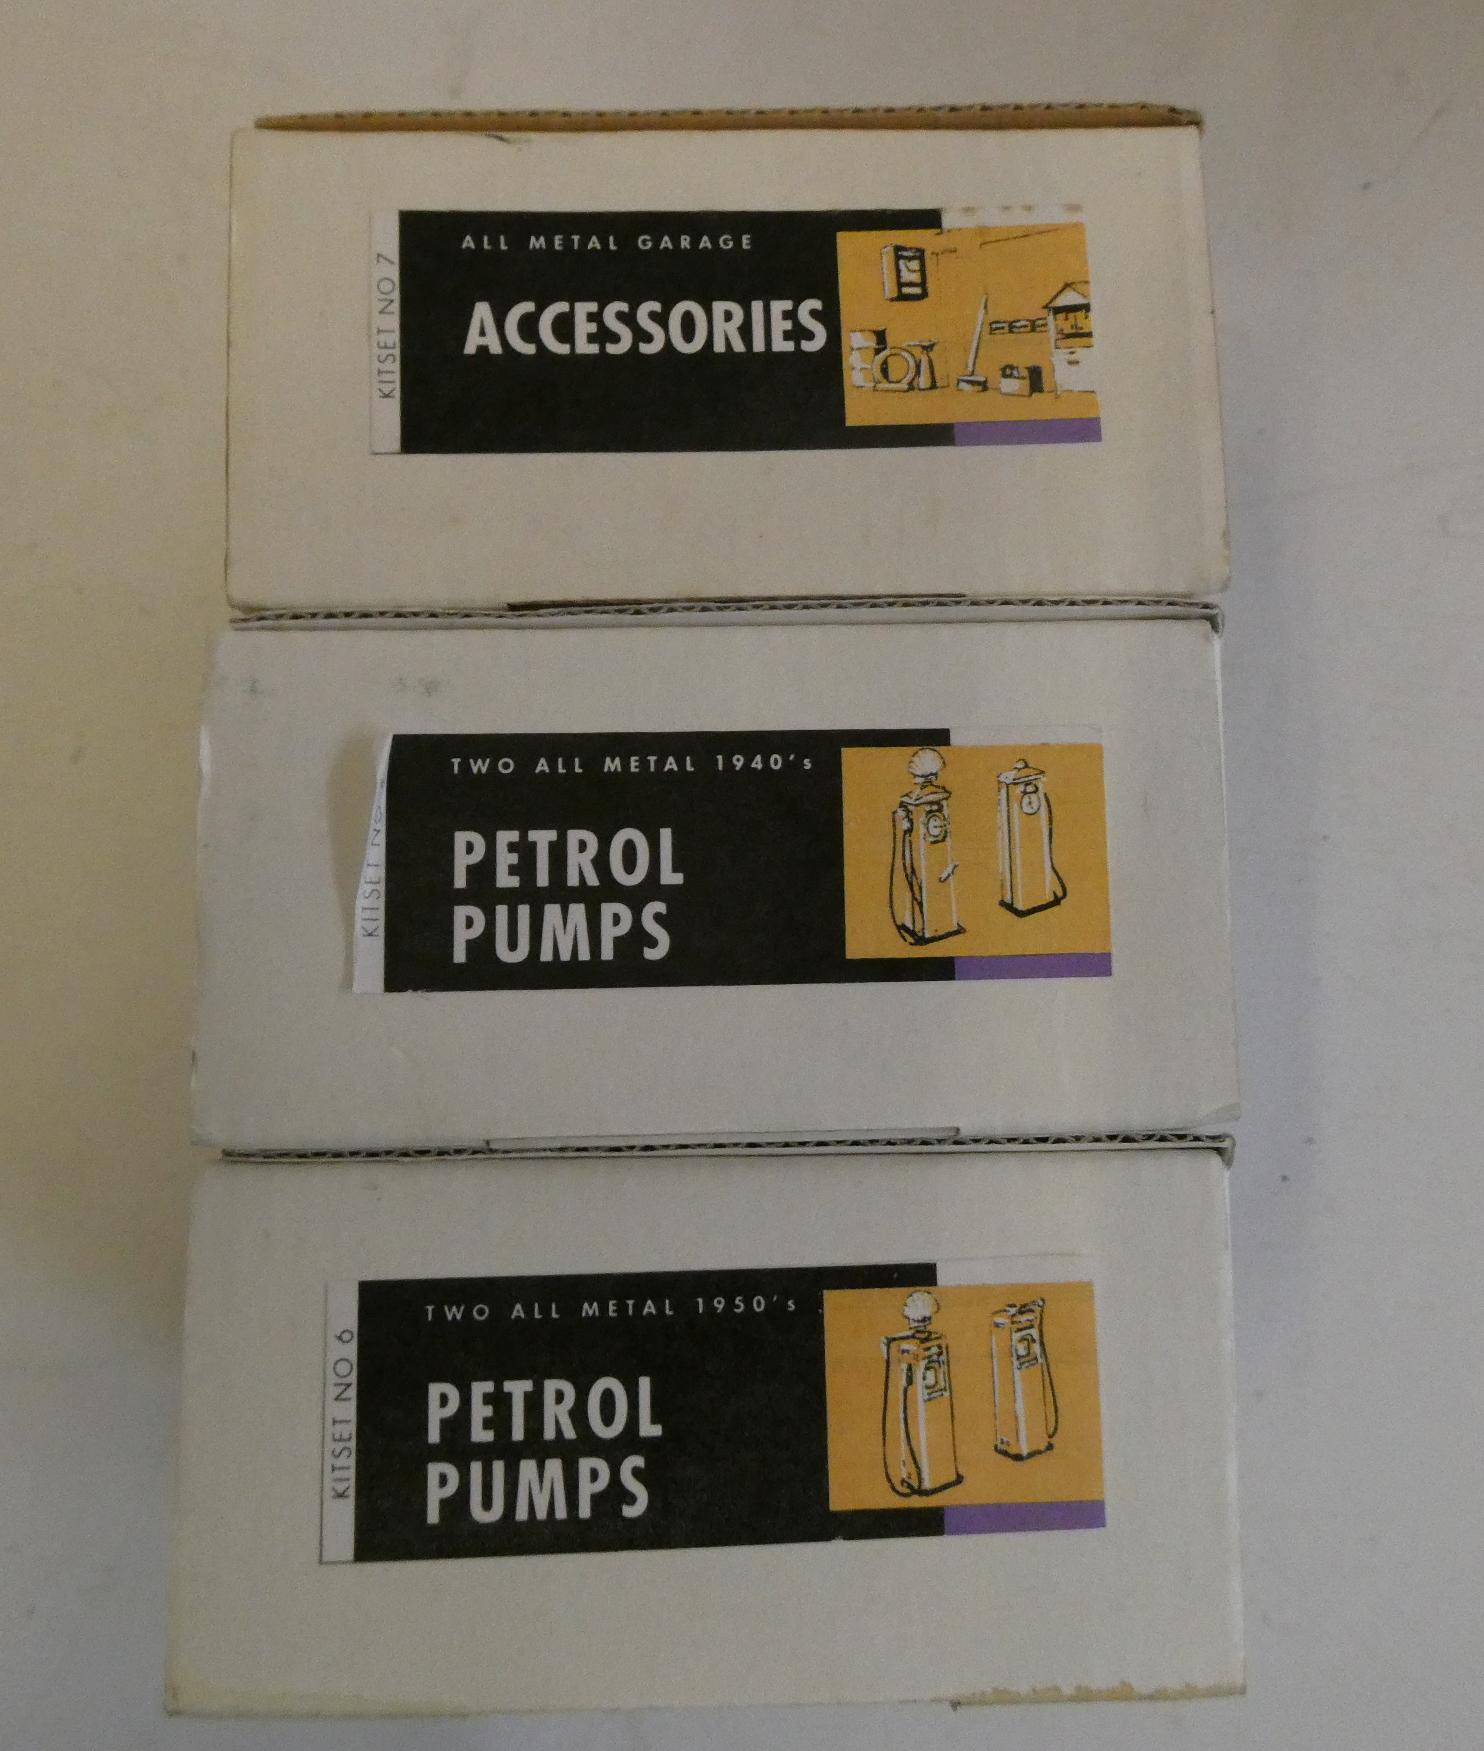 ALL METAL GARAGE
ACCESSORIES
KITSET NO 7
TWO ALL METAL 1940's
PETROL
PUMPS
KITSET NO
TWO ALL METAL 1950's
PETROL
PUMPS
KITSET NO 6